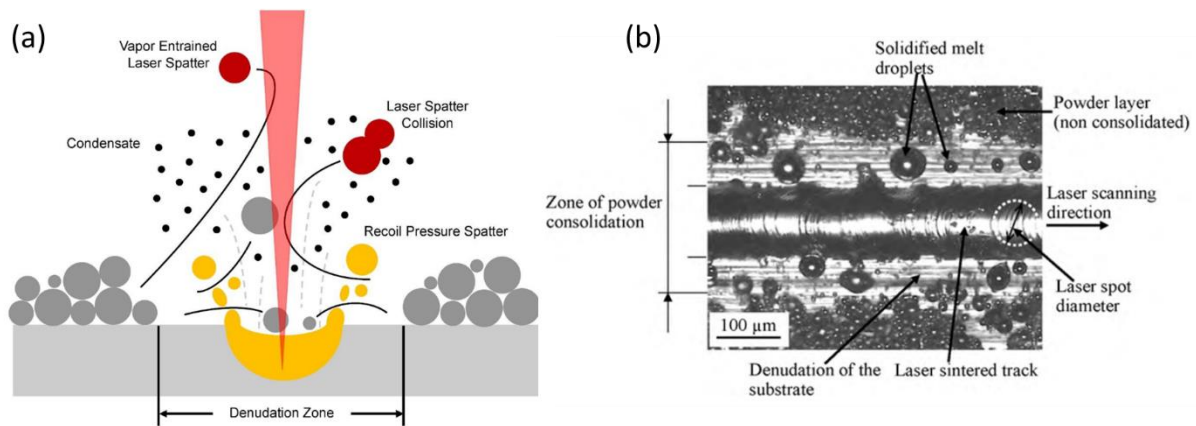 (a)
Vapor Entrained
Laser Spatter
Laser Spatter
Collision
Condensate
Recoil Pressure Spatter
Denudation Zone
(b)
Solidified melt
droplets
Powder layer
(non consolidated)
Zone of powder
consolidation
Laser scanning
direction
Laser spot
diameter
100 µm
Denudation of the
substrate
Laser sintered track